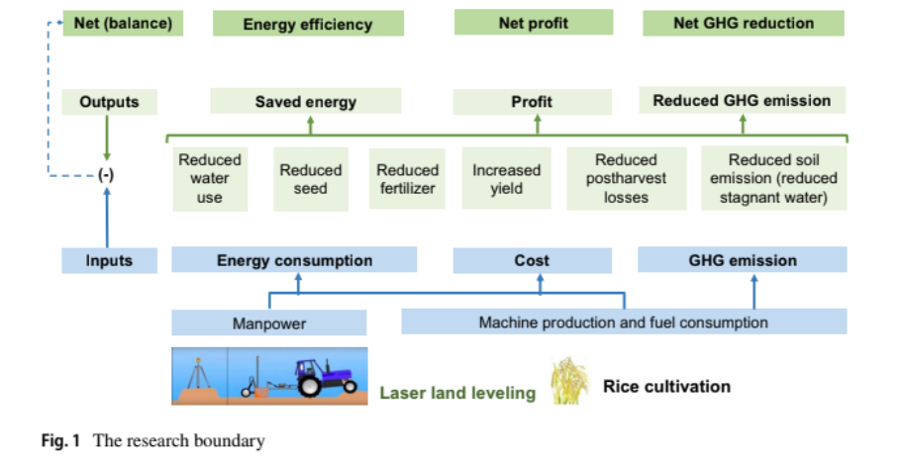 Net (balance)
Energy efficiency
Net profit
Net GHG reduction
Outputs
Saved energy
Profit
Reduced GHG emission
(-)
Reduced
water
use
Reduced
seed
Reduced
fertilizer
Increased
yield
Reduced
postharvest
losses
Reduced soil
emission (reduced
stagnant water)
Inputs
Energy consumption
Cost
GHG emission
Manpower
Machine production and fuel consumption
Laser land leveling
Rice cultivation
Fig. 1 The research boundary